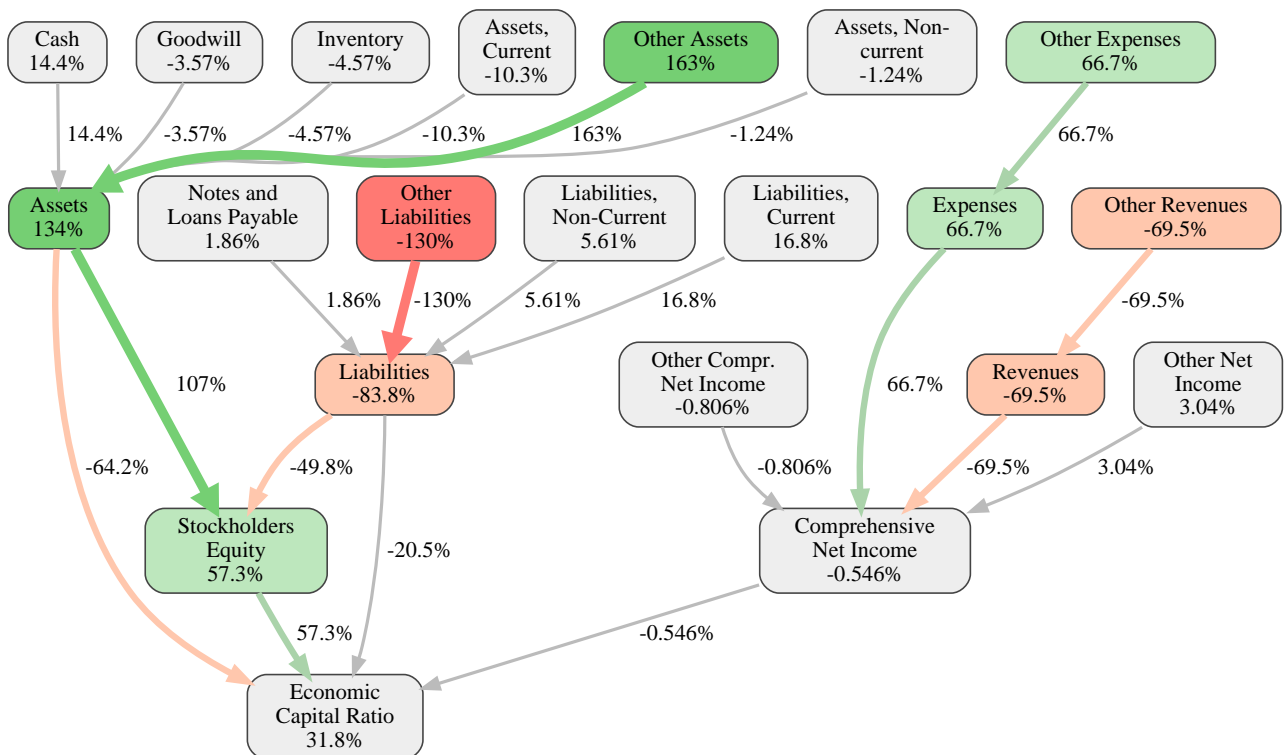 Cash
14.4%
Goodwill
-3.57%
Inventory
-4.57%
Assets,
Current
-10.3%
Other Assets
163%
Assets, Non-
current
-1.24%
Other Expenses
66.7%
14.4%
-3.57%
-4.57%
-10.3%
163%
-1.24%
66.7%
Assets
134%
Notes and
Loans Payable
1.86%
Other
Liabilities
-130%
Liabilities,
Non-Current
5.61%
Liabilities,
Current
16.8%
Expenses
66.7%
Other Revenues
-69.5%
1.86%
-130%
5.61%
16.8%
-69.5%
107%
Liabilities
-83.8%
Other Compr.
Net Income
-0.806%
66.7%
Revenues
-69.5%
Other Net
Income
3.04%
-64.2%
-49.8%
-0.806%
-69.5%
3.04%
Stockholders
Equity
57.3%
-20.5%
Comprehensive
Net Income
-0.546%
57.3%
-0.546%
Economic
Capital Ratio
31.8%